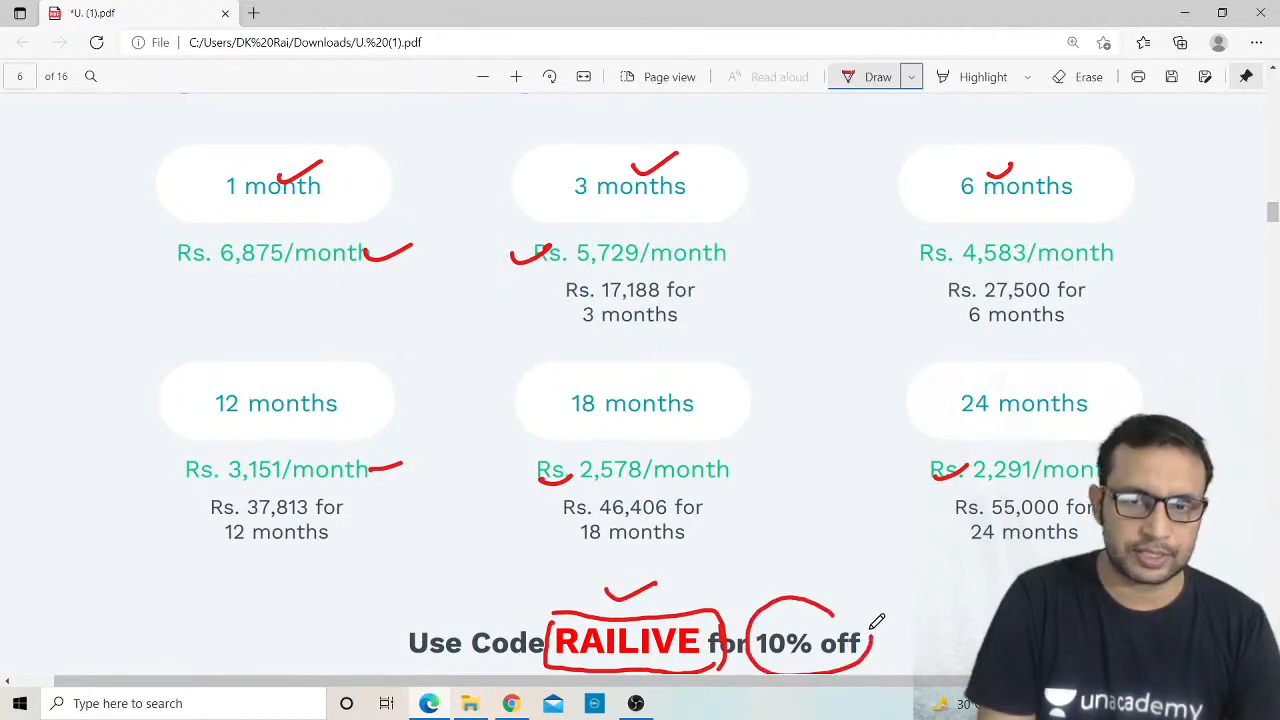 *U. (1).pdf
File
C:/Users/DK%20Rai/Downloads/U.%20(1).pdf
6 of 16
Page view
Read aloud
Draw
Highlight
Erase
1 month
3 months
6 months
Rs. 6,875/month
Rs. 5,729/month
Rs. 4,583/month
Rs. 17,188 for
3 months
Rs. 27,500 for
6 months
12 months
18 months
24 months
Rs. 3,151/month
Rs. 2,578/month
Rs. 2,291/mont
Rs. 37,813 for
12 months
Rs. 46,406 for
18 months
Rs. 55,000 for
24 months
Use Code RAILIVE for 10% off
unacademy
Type here to search